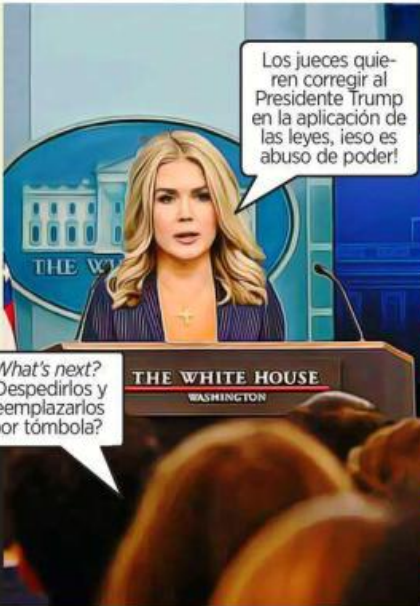 Los jueces quie-
ren corregir al
Presidente Trump
en la aplicación de
las leyes, ¡eso es
abuso de poder!
THE W
THE WHITE HOUSE
WASHINGTON
What's next?
Despedirlos y
reemplazarlos
por tómbola?